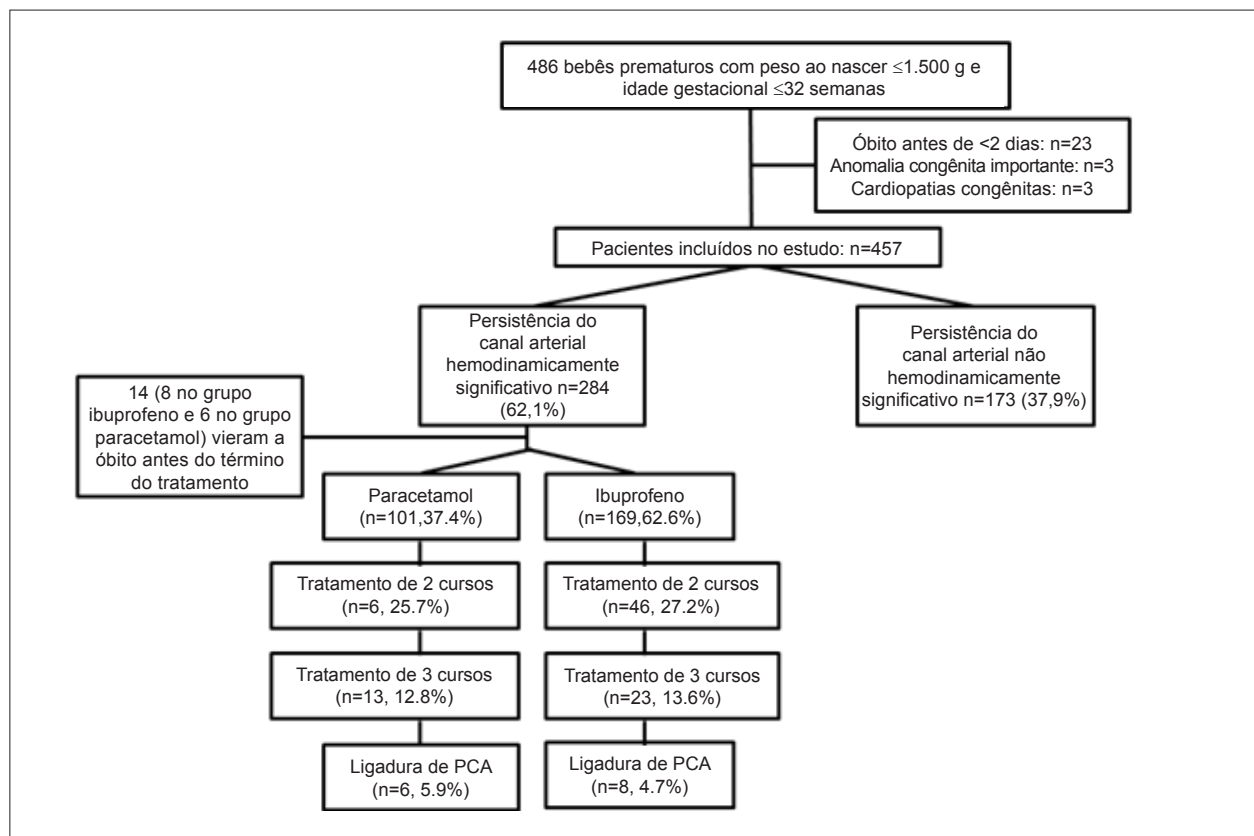 486 bebês prematuros com peso ao nascer ≤1.500 g e
idade gestacional ≤32 semanas
Óbito antes de <2 dias: n=23
Anomalia congênita importante: n=3
Cardiopatias congênitas: n=3
Pacientes incluídos no estudo: n=457
Persistência do
canal arterial
hemodinamicamente
significativo n=284
(62,1%)
Persistência do
canal arterial não
hemodinamicamente
significativo n=173 (37,9%)
14 (8 no grupo
ibuprofeno e 6 no grupo
paracetamol) vieram a
óbito antes do término
do tratamento
Paracetamol
(n=101,37.4%)
Ibuprofeno
(n=169,62.6%)
Tratamento de 2 cursos
(n=6, 25.7%)
Tratamento de 2 cursos
(n=46, 27.2%)
Tratamento de 3 cursos
(n=13, 12.8%)
Tratamento de 3 cursos
(n=23, 13.6%)
Ligadura de PCA
(n=6, 5.9%)
Ligadura de PCA
(n=8, 4.7%)